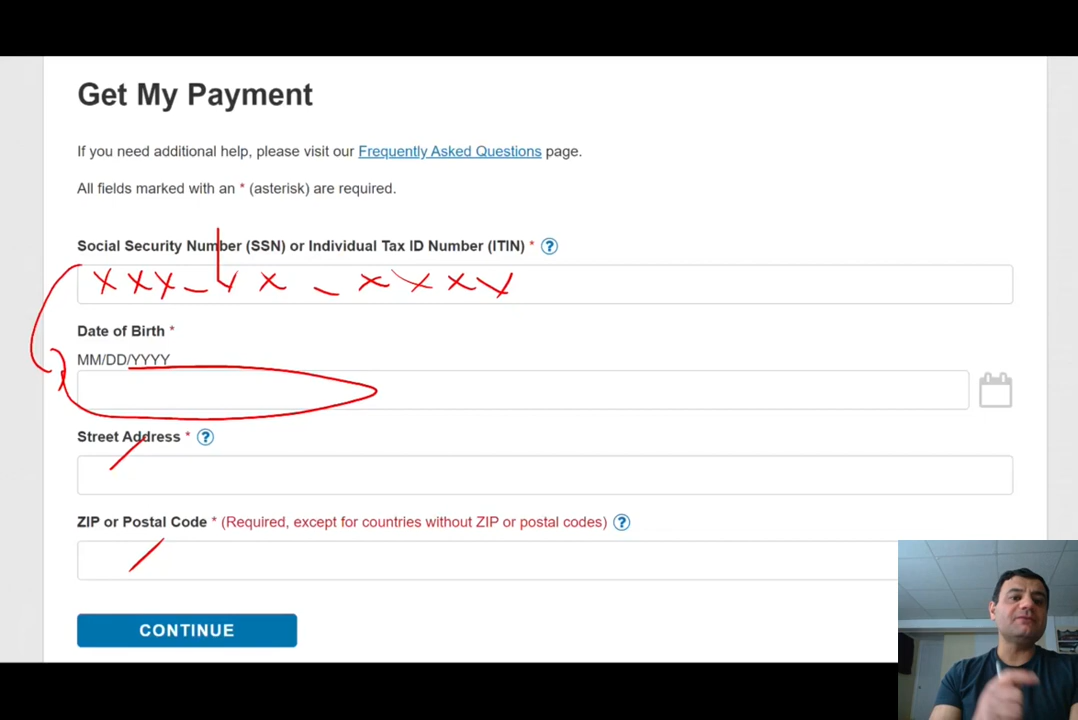 Get My Payment
If you need additional help, please visit our Frequently Asked Questions page.
All fields marked with an * (asterisk) are required.
Social Security Number (SSN) or Individual Tax ID Number (ITIN) * ?
XXX-XX-XXXX
Date of Birth *
MM/DD/YYYY
Street Address * ?
ZIP or Postal Code * (Required, except for countries without ZIP or postal codes) ?
CONTINUE